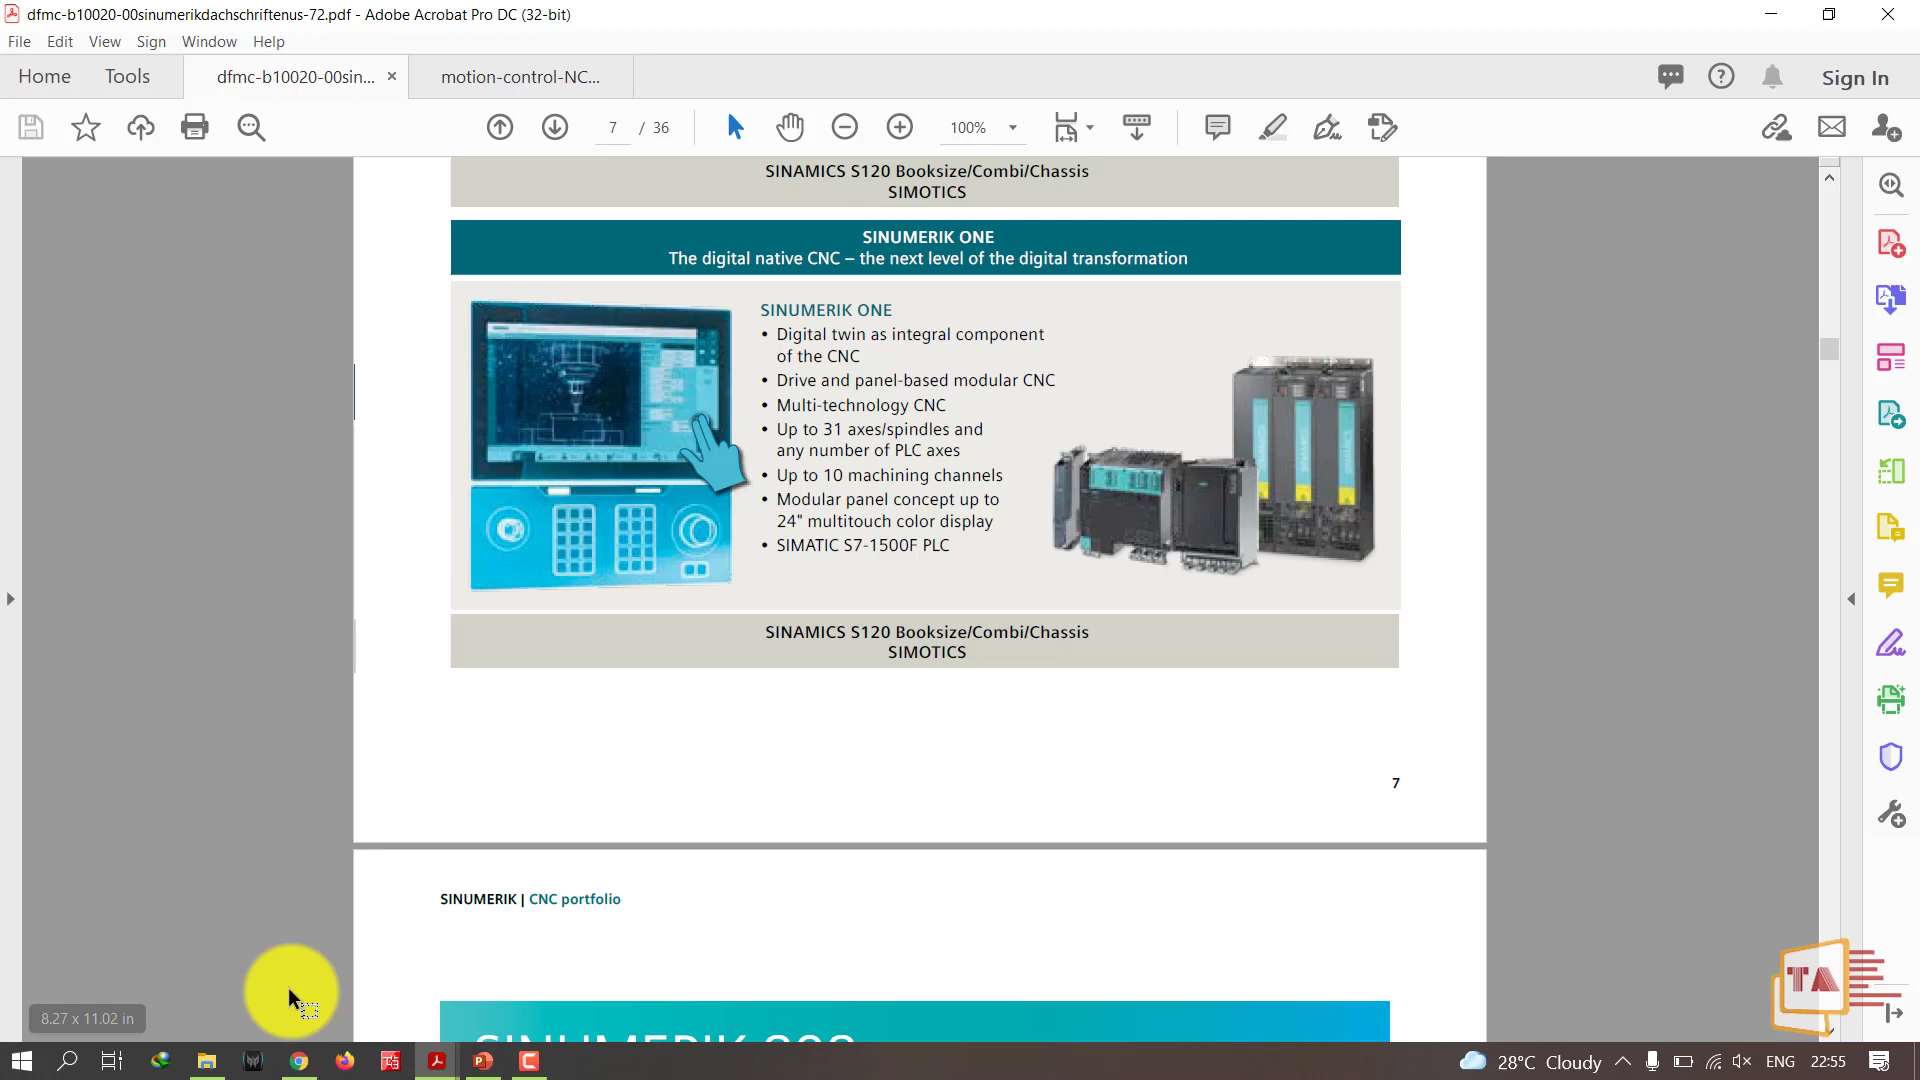 dfmc-b10020-00sinumerikdachschriftenus-72.pdf - Adobe Acrobat Pro DC (32-bit)
File Edit View Sign Window Help
Home Tools dfmc-b10020-00sin... × motion-control-NC... Sign In
7 / 36 100%
SINAMICS S120 Booksize/Combi/Chassis
SIMOTICS
SINUMERIK ONE
The digital native CNC – the next level of the digital transformation
SINUMERIK ONE
• Digital twin as integral component
of the CNC
• Drive and panel-based modular CNC
• Multi-technology CNC
• Up to 31 axes/spindles and
any number of PLC axes
• Up to 10 machining channels
• Modular panel concept up to
24" multitouch color display
• SIMATIC S7-1500F PLC
SINAMICS S120 Booksize/Combi/Chassis
SIMOTICS
7
SINUMERIK | CNC portfolio
SINUMERIK 808
TA
8.27 x 11.02 in
28°C Cloudy ENG 22:55